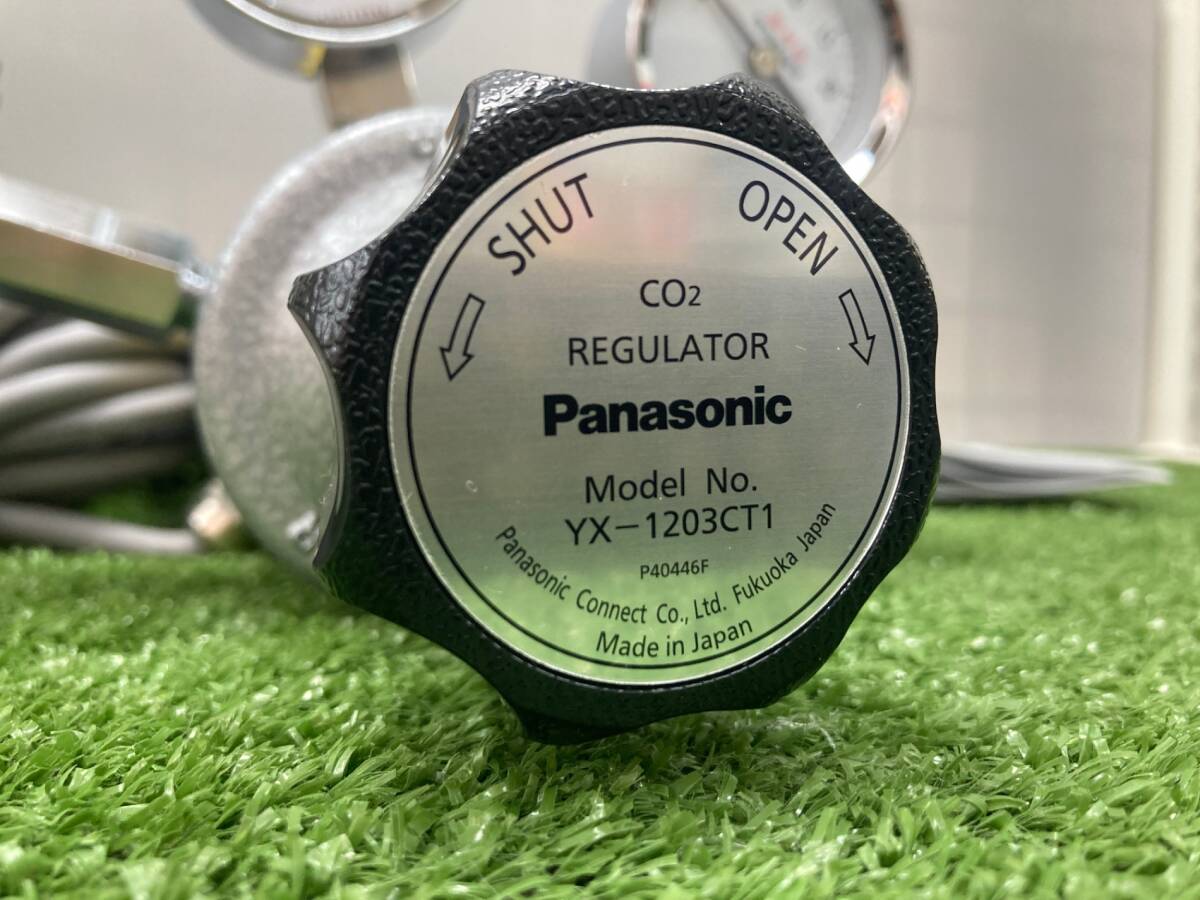 SHUT
OPEN
CO2
REGULATOR
Panasonic
Model No.
YX-1203CT1
P40446F
Panasonic Connect Co., Ltd. Fukuoka Japan
Made in Japan